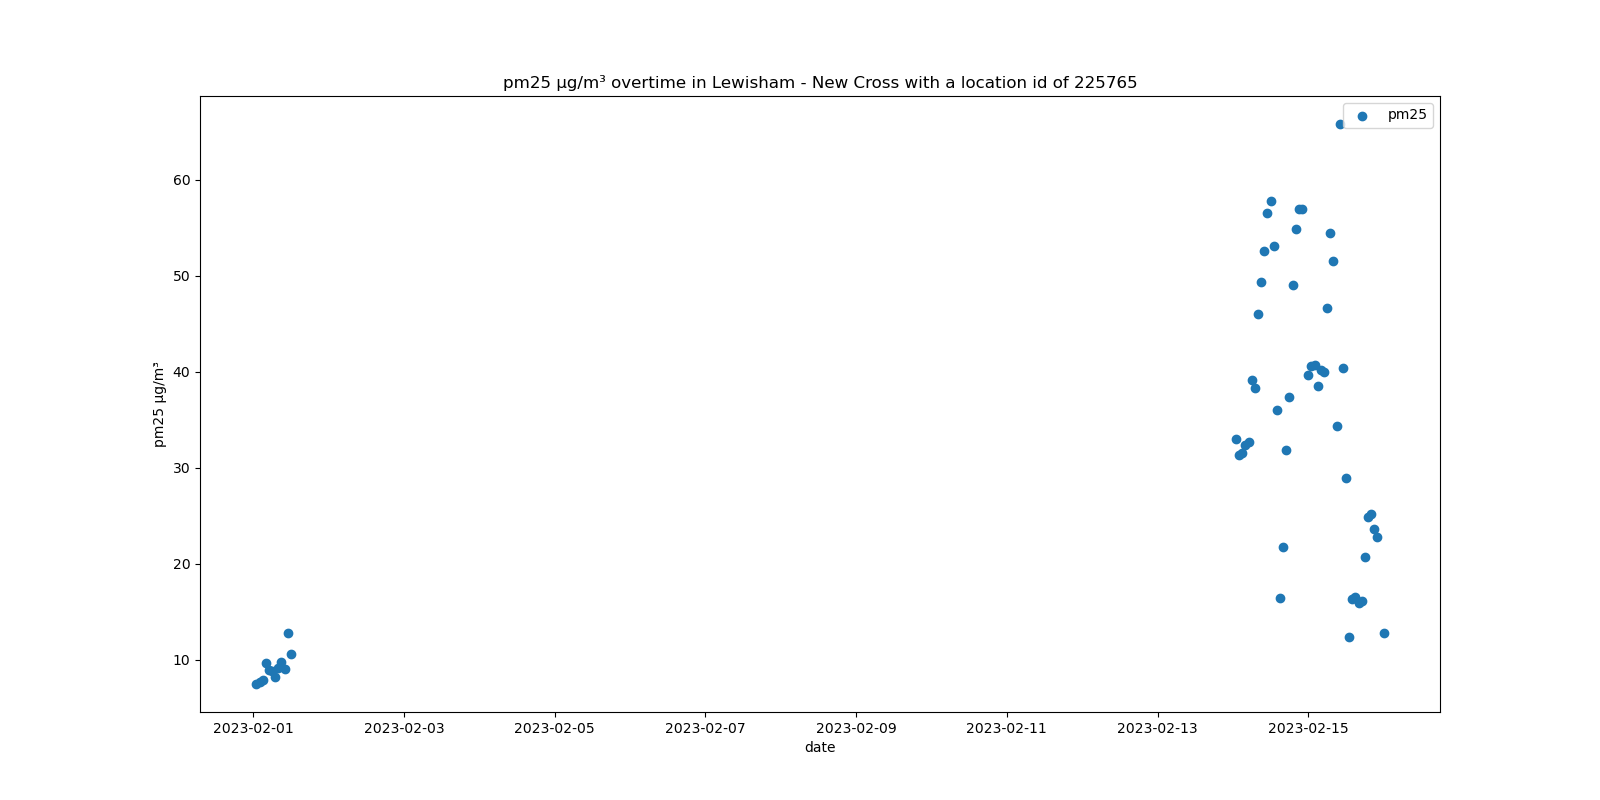 pm25 µg/m³ overtime in Lewisham - New Cross with a location id of 225765
pm25
60
50
40
30
20
10
pm25 µg/m³
2023-02-01 2023-02-03 2023-02-05 2023-02-07 2023-02-09 2023-02-11 2023-02-13 2023-02-15
date